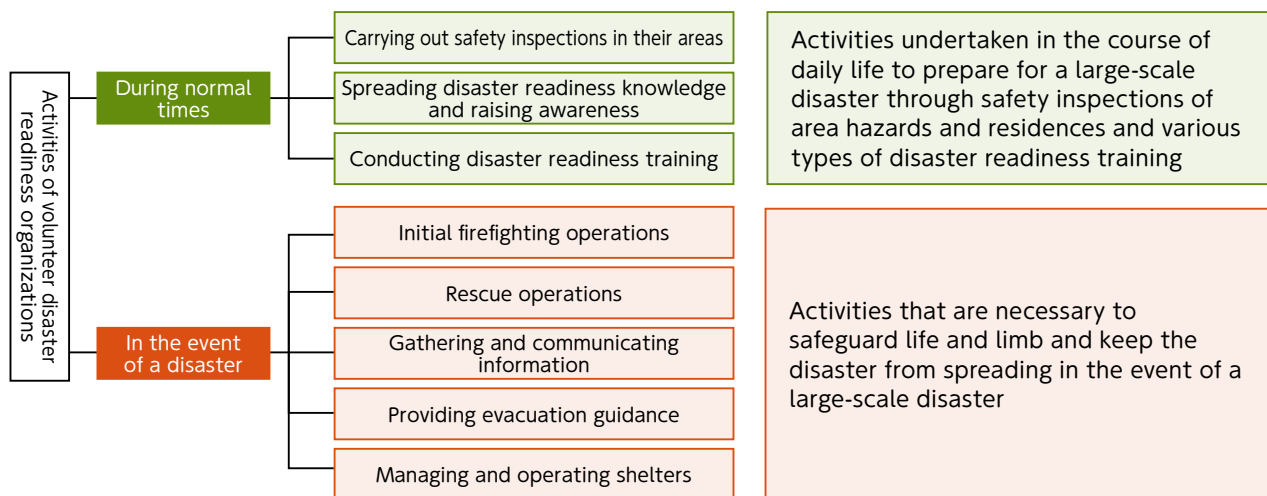 Activities of volunteer disaster
readiness organizations
During normal
times
Carrying out safety inspections in their areas
Spreading disaster readiness knowledge
and raising awareness
Conducting disaster readiness training
Activities undertaken in the course of
daily life to prepare for a large-scale
disaster through safety inspections of
area hazards and residences and various
types of disaster readiness training
In the event
of a disaster
Initial firefighting operations
Rescue operations
Gathering and communicating
information
Providing evacuation guidance
Managing and operating shelters
Activities that are necessary to
safeguard life and limb and keep the
disaster from spreading in the event of a
large-scale disaster